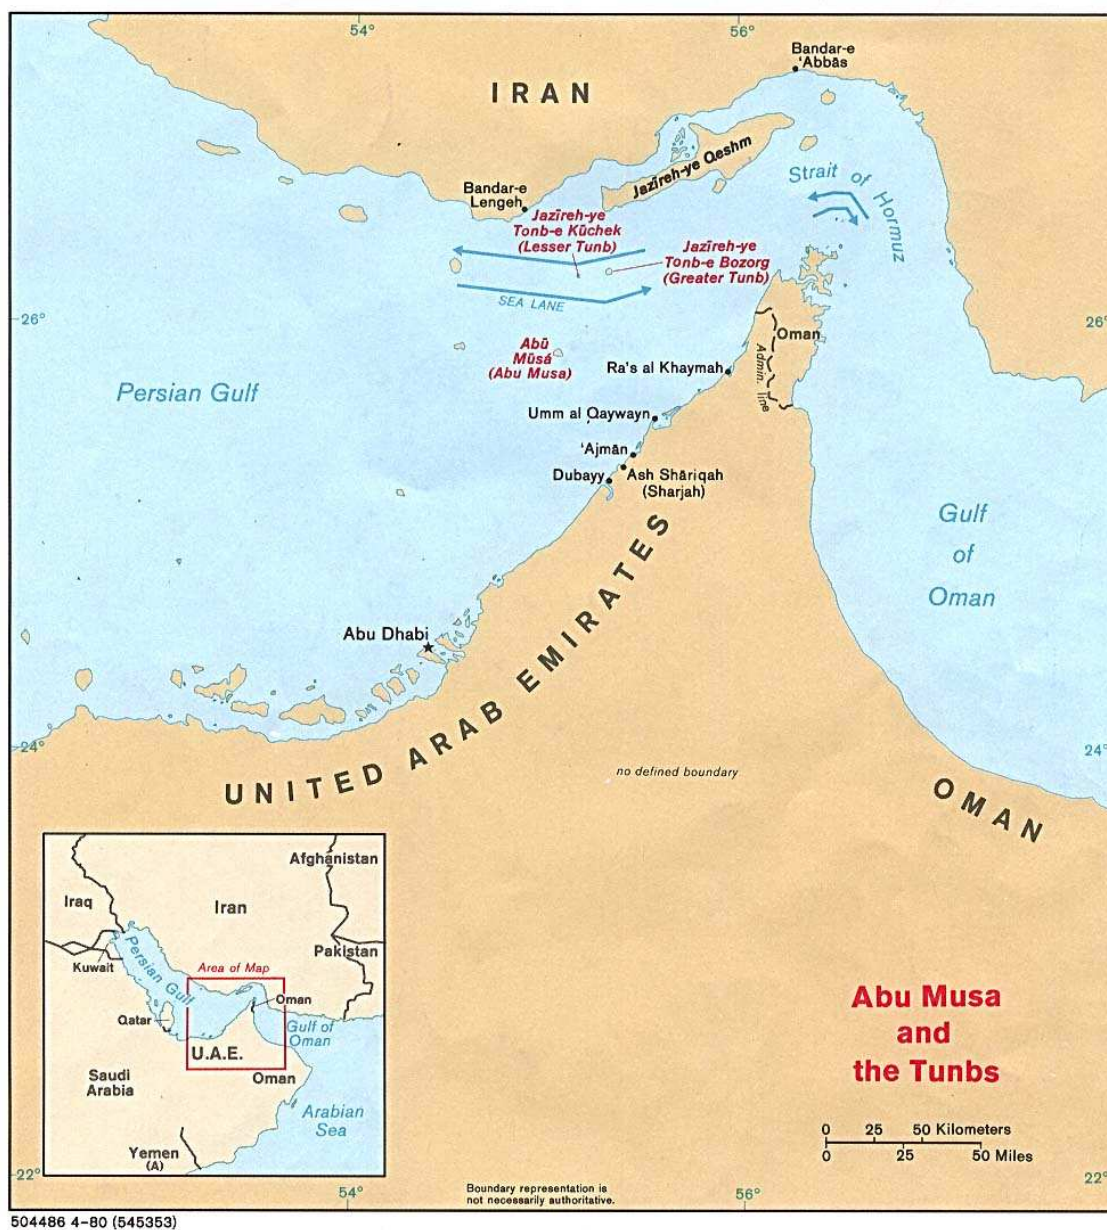 54°
56°
Bandar-e
'Abbās
IRAN
Jazīreh-ye Qeshm
Strait of Hormuz
Bandar-e
Lengeh
Jazīreh-ye
Tonb-e Kūchek
(Lesser Tunb)
Jazīreh-ye
Tonb-e Bozorg
(Greater Tunb)
SEA LANE
26°
26°
Oman
Admin. line
Abū
Mūsá
(Abu Musa)
Ra's al Khaymah
Persian Gulf
Umm al Qaywayn
'Ajmān
Dubayy
Ash Shāriqah
(Sharjah)
Gulf
of
Oman
Abu Dhabi
UNITED ARAB EMIRATES
24°
24°
no defined boundary
OMAN
Afghanistan
Iraq
Iran
Pakistan
Kuwait
Persian Gulf
Area of Map
Oman
Qatar
Gulf of
Oman
U.A.E.
Saudi
Arabia
Oman
Arabian
Sea
Yemen
(A)
Abu Musa
and
the Tunbs
0 25 50 Kilometers
0 25 50 Miles
22°
22°
54°
56°
Boundary representation is
not necessarily authoritative.
504486 4-80 (545353)